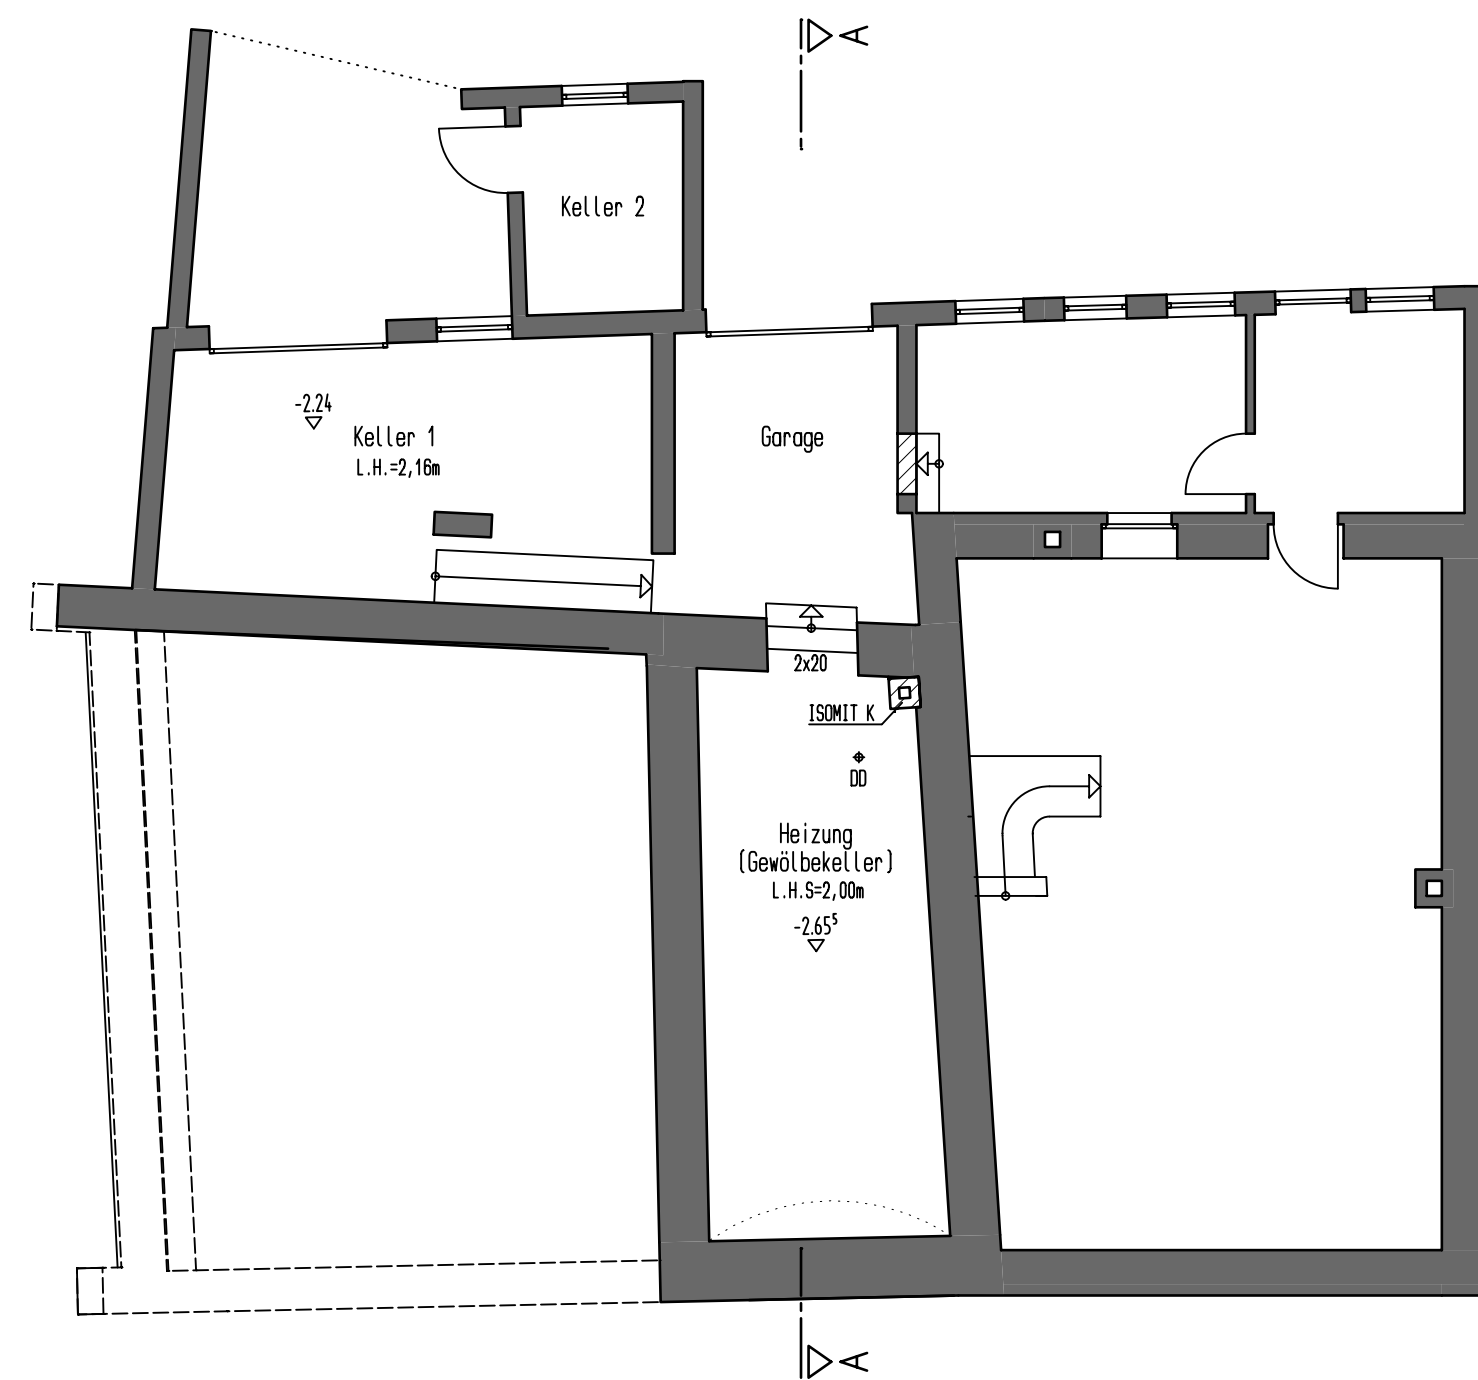 A
Keller 2
-2.24
Keller 1
L.H.=2,16m
Garage
2x20
ISOMIT K
DD
Heizung
(Gewölbekeller)
L.H.S=2,00m
-2.65⁵
A